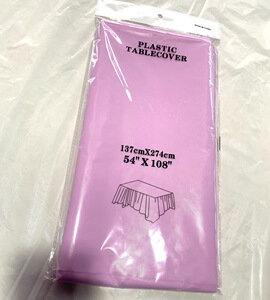 PLASTIC
TABLECOVER
137cmX274cm
54" X 108"